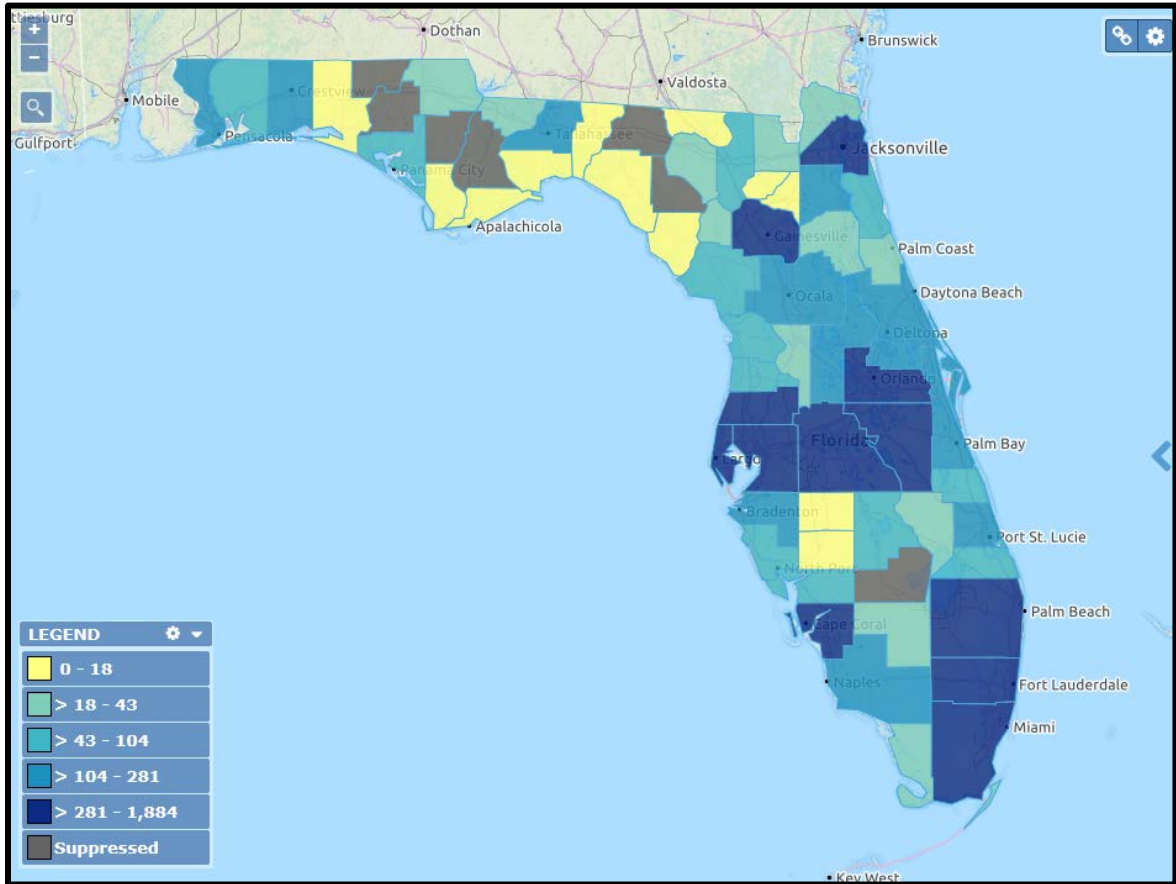 ttiesburg
+
−
Dothan
Brunswick
Valdosta
Mobile
Crestview
Gulfport
Pensacola
Tallahassee
Jacksonville
Panama City
Apalachicola
Gainesville
Palm Coast
Ocala
Daytona Beach
Deltona
Orlando
Florida
Palm Bay
Largo
Bradenton
Port St. Lucie
North Port
Palm Beach
Cape Coral
Naples
Fort Lauderdale
Miami
Key West
LEGEND
0 - 18
> 18 - 43
> 43 - 104
> 104 - 281
> 281 - 1,884
Suppressed